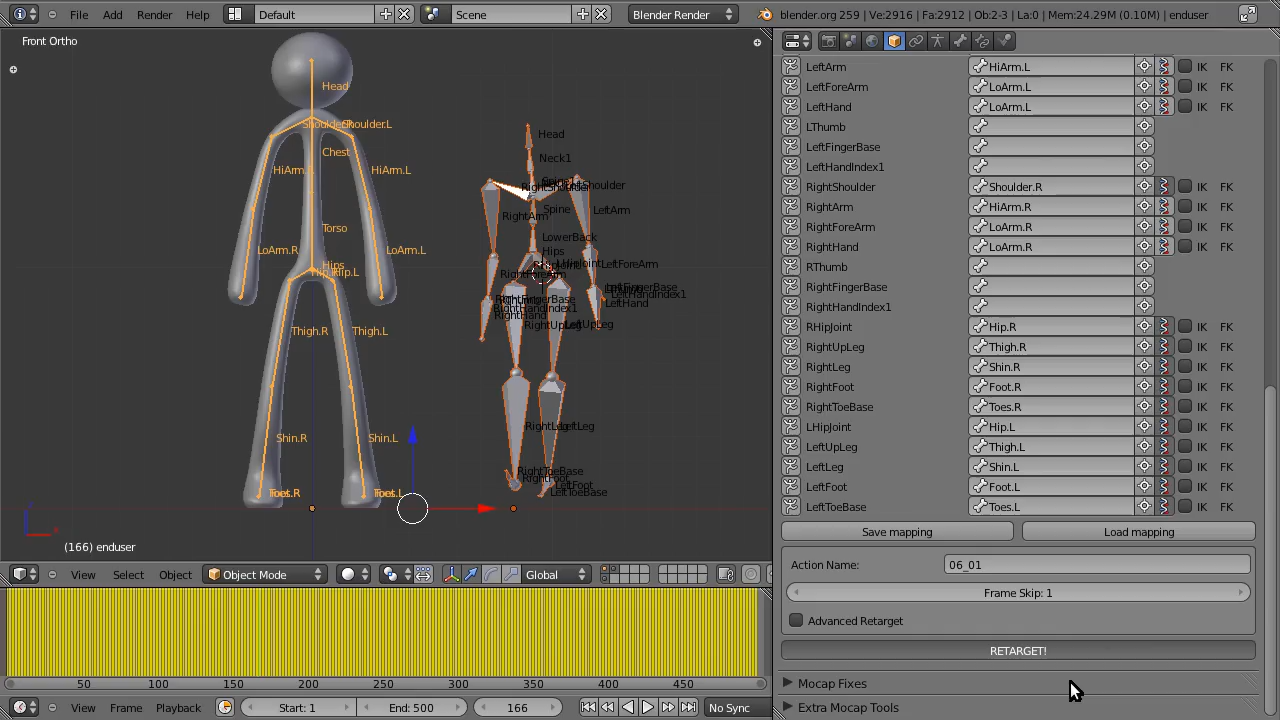 File Add Render Help Default Scene Blender Render blender.org 259 | Ve:2916 | Fa:2912 | Ob:2-3 | La:0 | Mem:24.29M (0.10M) | enduser
Front Ortho
Head
Shoulder.L
Chest
HiArm.L
Torso
LoArm.R
LoArm.L
Hips
Thigh.R
Thigh.L
Shin.R
Shin.L
Toes.L
(166) enduser
Head
Neck1
RightArm
Spine
LeftArm
LowerBack
Hips
LeftForeArm
LeftHandIndex1
LeftHand
RightHandIndex1
RightHand
LeftLeg
RightToeBase
RightFoot
LeftFoot
LeftToeBase
LeftArm HiArm.L IK FK
LeftForeArm LoArm.L IK FK
LeftHand LoArm.L IK FK
LThumb
LeftFingerBase
LeftHandIndex1
RightShoulder Shoulder.R IK FK
RightArm HiArm.R IK FK
RightForeArm LoArm.R IK FK
RightHand LoArm.R IK FK
RThumb
RightFingerBase
RightHandIndex1
RHipJoint Hip.R IK FK
RightUpLeg Thigh.R IK FK
RightLeg Shin.R IK FK
RightFoot Foot.R IK FK
RightToeBase Toes.R IK FK
LHipJoint Hip.L IK FK
LeftUpLeg Thigh.L IK FK
LeftLeg Shin.L IK FK
LeftFoot Foot.L IK FK
LeftToeBase Toes.L IK FK
Save mapping Load mapping
Action Name: 06_01
Frame Skip: 1
Advanced Retarget
RETARGET!
Mocap Fixes
Extra Mocap Tools
View Select Object Object Mode Global
50 100 150 200 250 300 350 400 450
View Frame Playback Start: 1 End: 500 166 No Sync